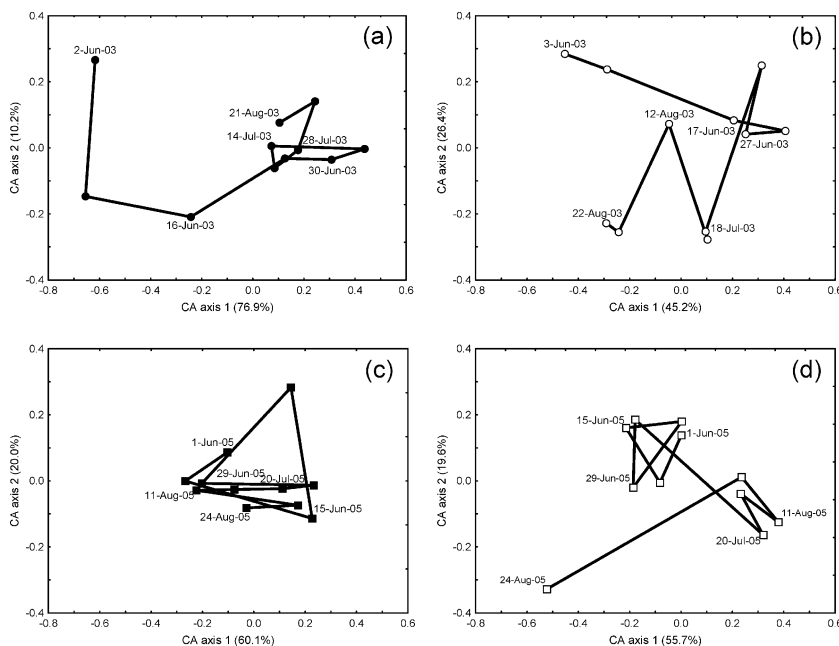 (a)
0.4
0.2
0.0
-0.2
-0.4
CA axis 2 (10.2%)
2-Jun-03
21-Aug-03
14-Jul-03
28-Jul-03
30-Jun-03
16-Jun-03
-0.8 -0.6 -0.4 -0.2 0.0 0.2 0.4 0.6
CA axis 1 (76.9%)
(b)
0.4
0.2
0.0
-0.2
-0.4
CA axis 2 (26.4%)
3-Jun-03
12-Aug-03
17-Jun-03
27-Jun-03
22-Aug-03
18-Jul-03
-0.8 -0.6 -0.4 -0.2 0.0 0.2 0.4 0.6
CA axis 1 (45.2%)
(c)
0.4
0.2
0.0
-0.2
-0.4
CA axis 2 (20.0%)
1-Jun-05
29-Jun-05
20-Jul-05
11-Aug-05
15-Jun-05
24-Aug-05
-0.8 -0.6 -0.4 -0.2 0.0 0.2 0.4 0.6
CA axis 1 (60.1%)
(d)
0.4
0.2
0.0
-0.2
-0.4
CA axis 2 (19.6%)
15-Jun-05
1-Jun-05
29-Jun-05
11-Aug-05
20-Jul-05
24-Aug-05
-0.8 -0.6 -0.4 -0.2 0.0 0.2 0.4 0.6
CA axis 1 (55.7%)